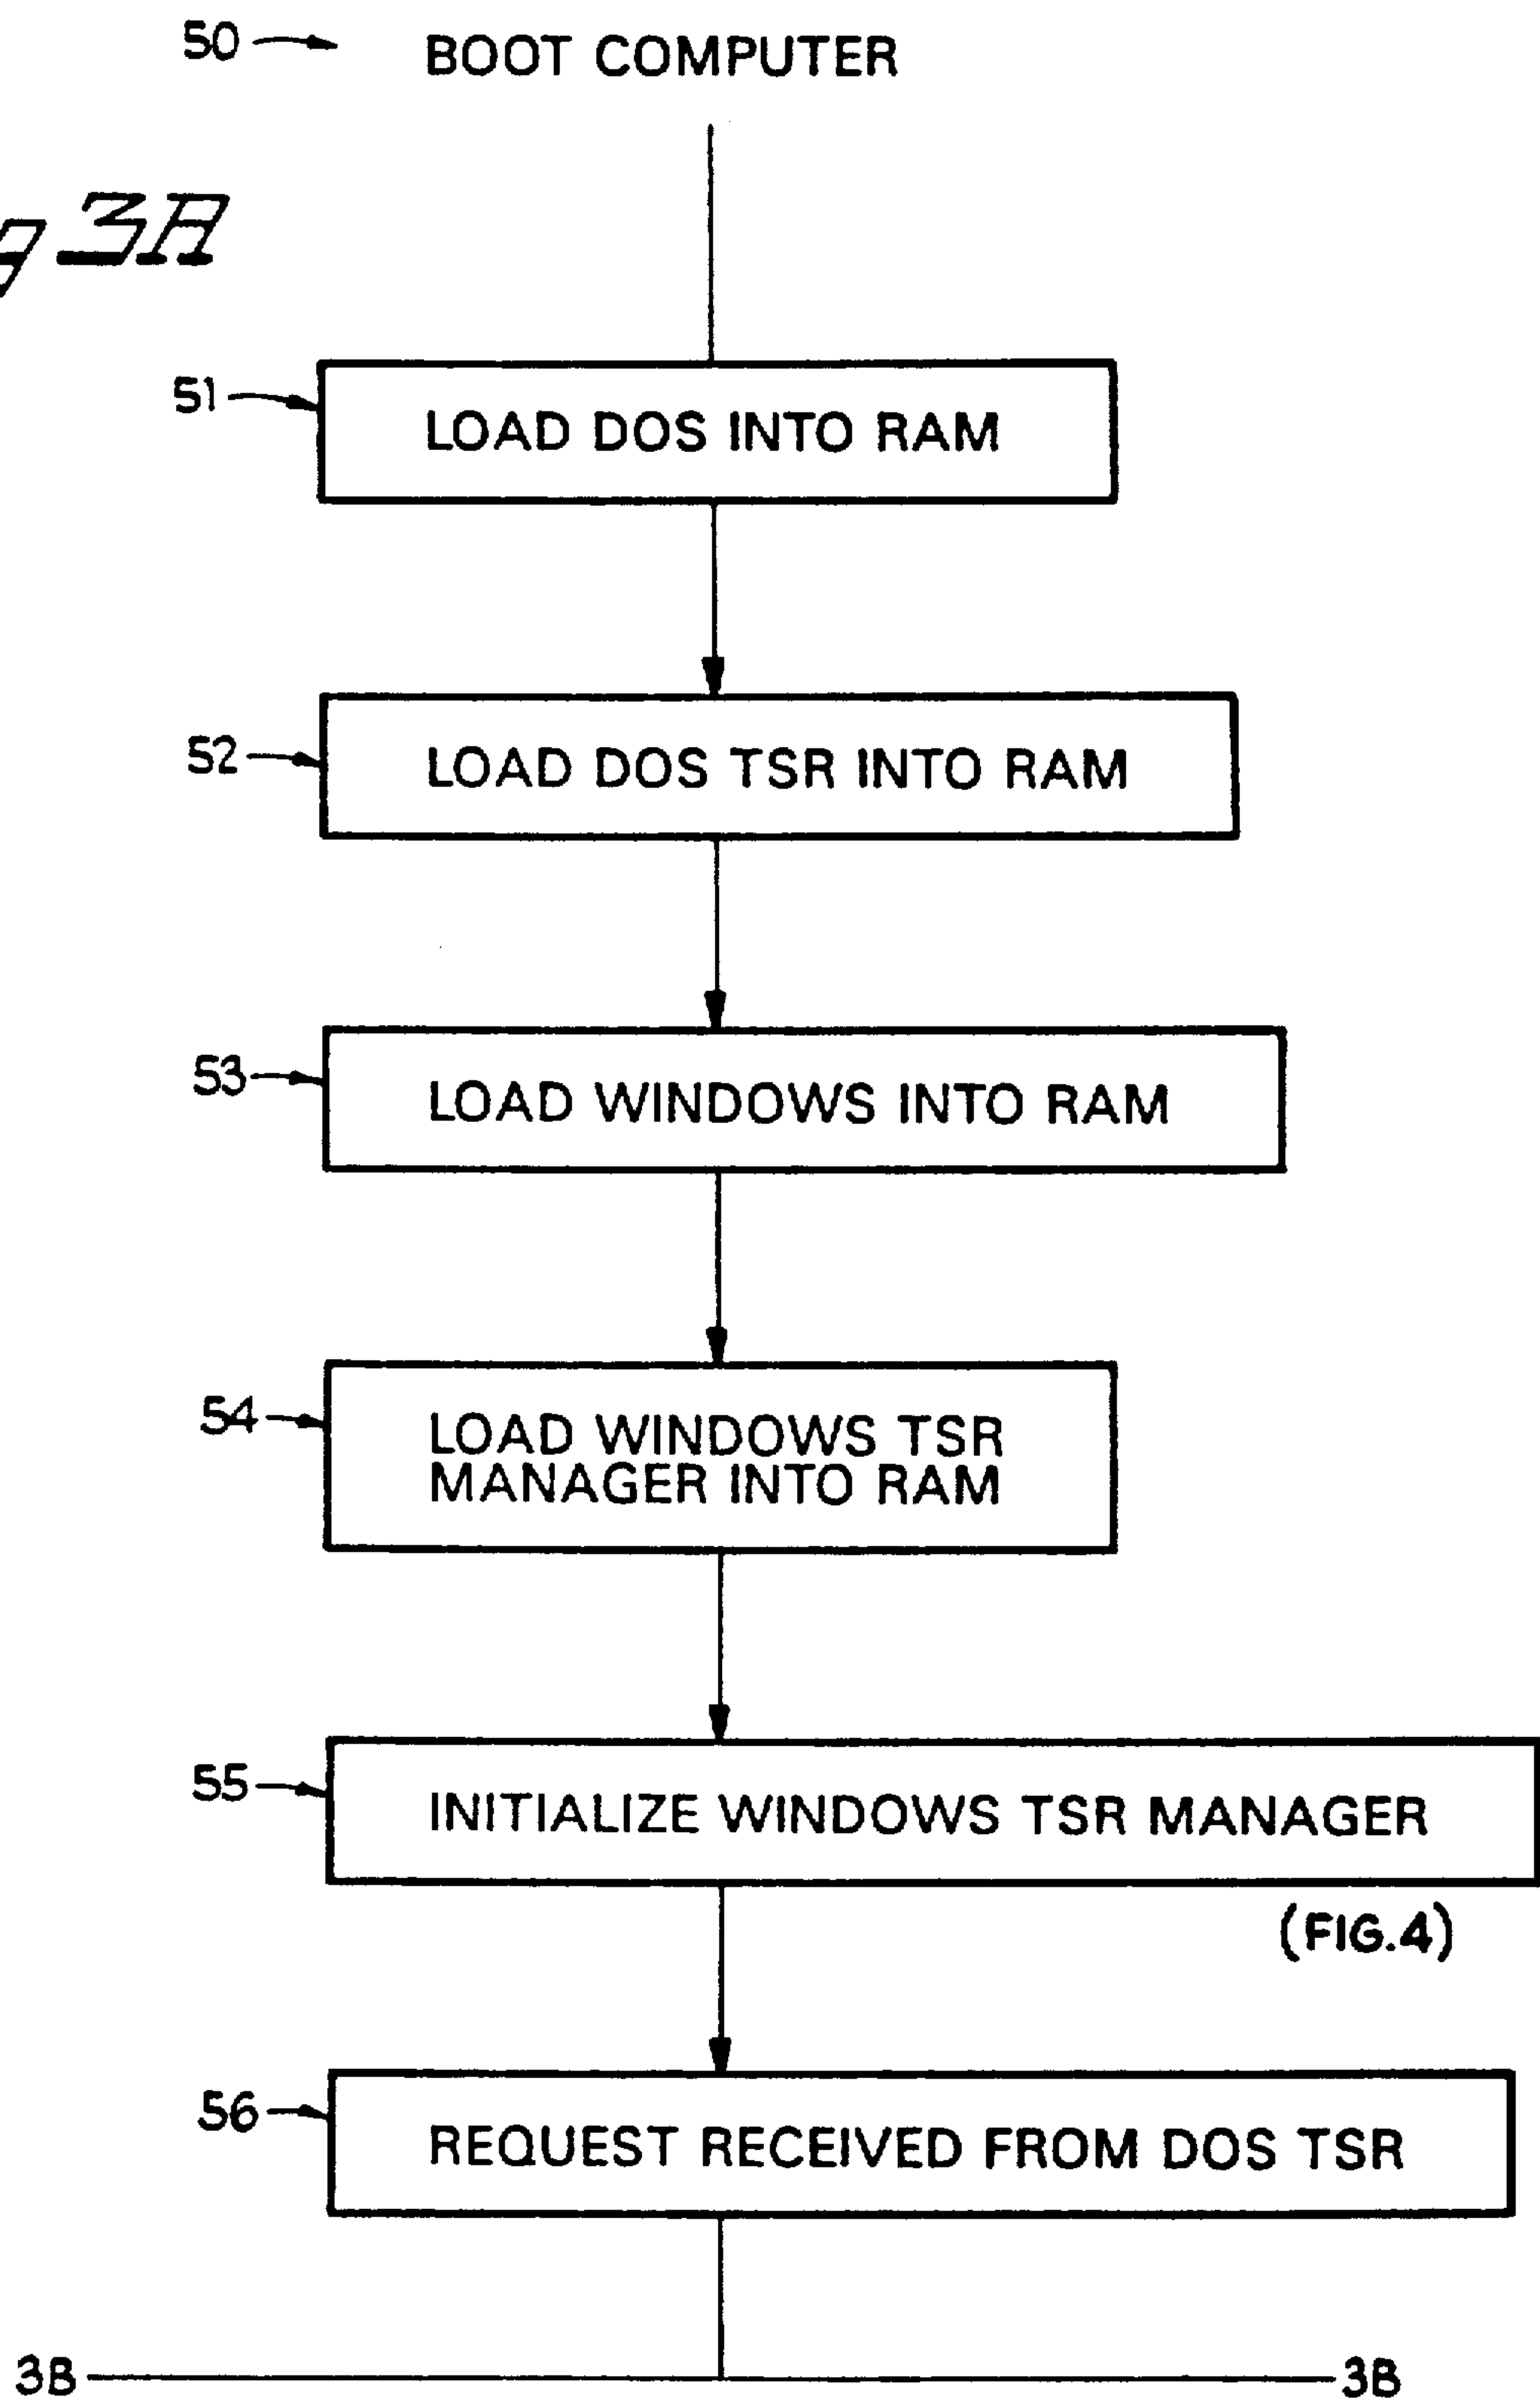 50 BOOT COMPUTER
g 3A
51 LOAD DOS INTO RAM
52 LOAD DOS TSR INTO RAM
53 LOAD WINDOWS INTO RAM
54 LOAD WINDOWS TSR
MANAGER INTO RAM
55 INITIALIZE WINDOWS TSR MANAGER
(FIG.4)
56 REQUEST RECEIVED FROM DOS TSR
3B 3B